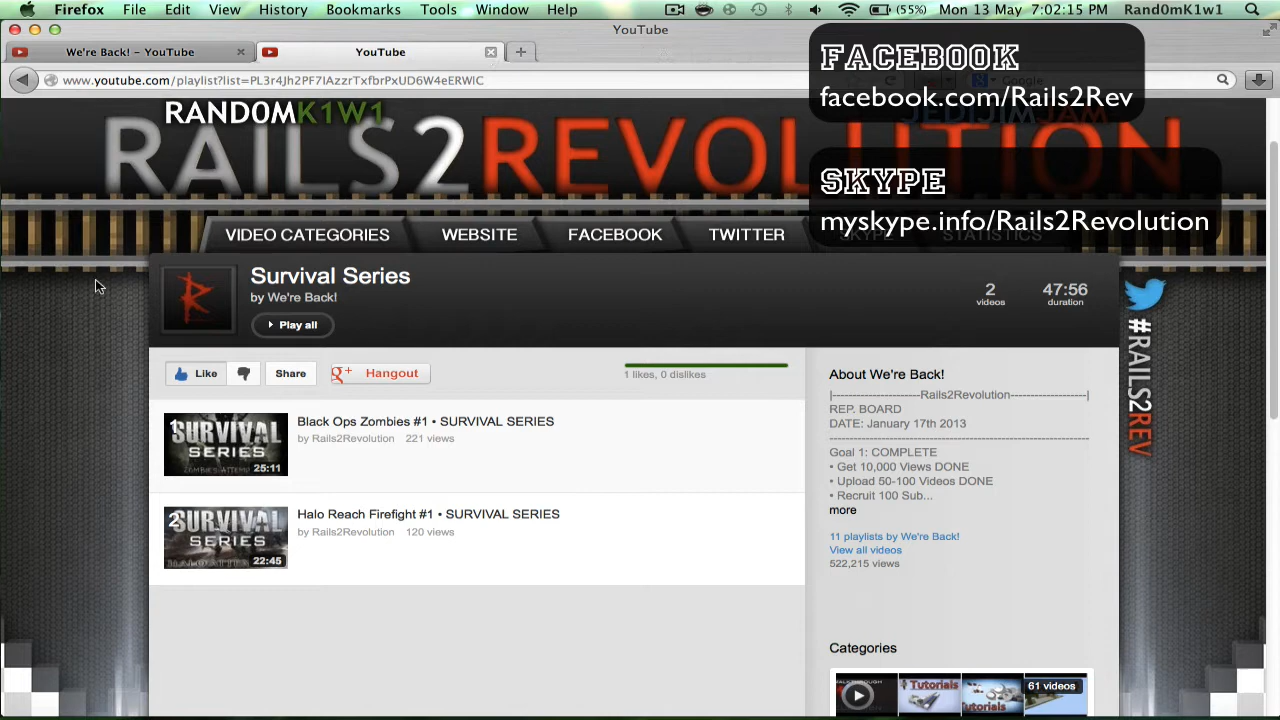 Firefox File Edit View History Bookmarks Tools Window Help (55%) Mon 13 May 7:02:15 PM Rand0mK1w1
YouTube
We're Back! – YouTube
YouTube
www.youtube.com/playlist?list=PL3r4Jh2PF7IAzzrTxfbrPxUD6W4eERWlC
Google
FACEBOOK
facebook.com/Rails2Rev
RAND0MK1W1
JEDIJIMJAM
RAILS2REVOLUTION
SKYPE
myskype.info/Rails2Revolution
VIDEO CATEGORIES WEBSITE FACEBOOK TWITTER SKYPE STATISTICS
Survival Series
by We're Back!
Play all
2
videos
47:56
duration
#RAILS2REV
Like Share Hangout
1 likes, 0 dislikes
1
SURVIVAL
SERIES
25:11
Black Ops Zombies #1 • SURVIVAL SERIES
by Rails2Revolution 221 views
2
SURVIVAL
SERIES
22:45
Halo Reach Firefight #1 • SURVIVAL SERIES
by Rails2Revolution 120 views
About We're Back!
|----------------------Rails2Revolution-------------------|
REP. BOARD
DATE: January 17th 2013
-----------------------------------------------------------------
Goal 1: COMPLETE
• Get 10,000 Views DONE
• Upload 50-100 Videos DONE
• Recruit 100 Sub...
more
11 playlists by We're Back!
View all videos
522,215 views
Categories
Tutorials
Tutorials
61 videos